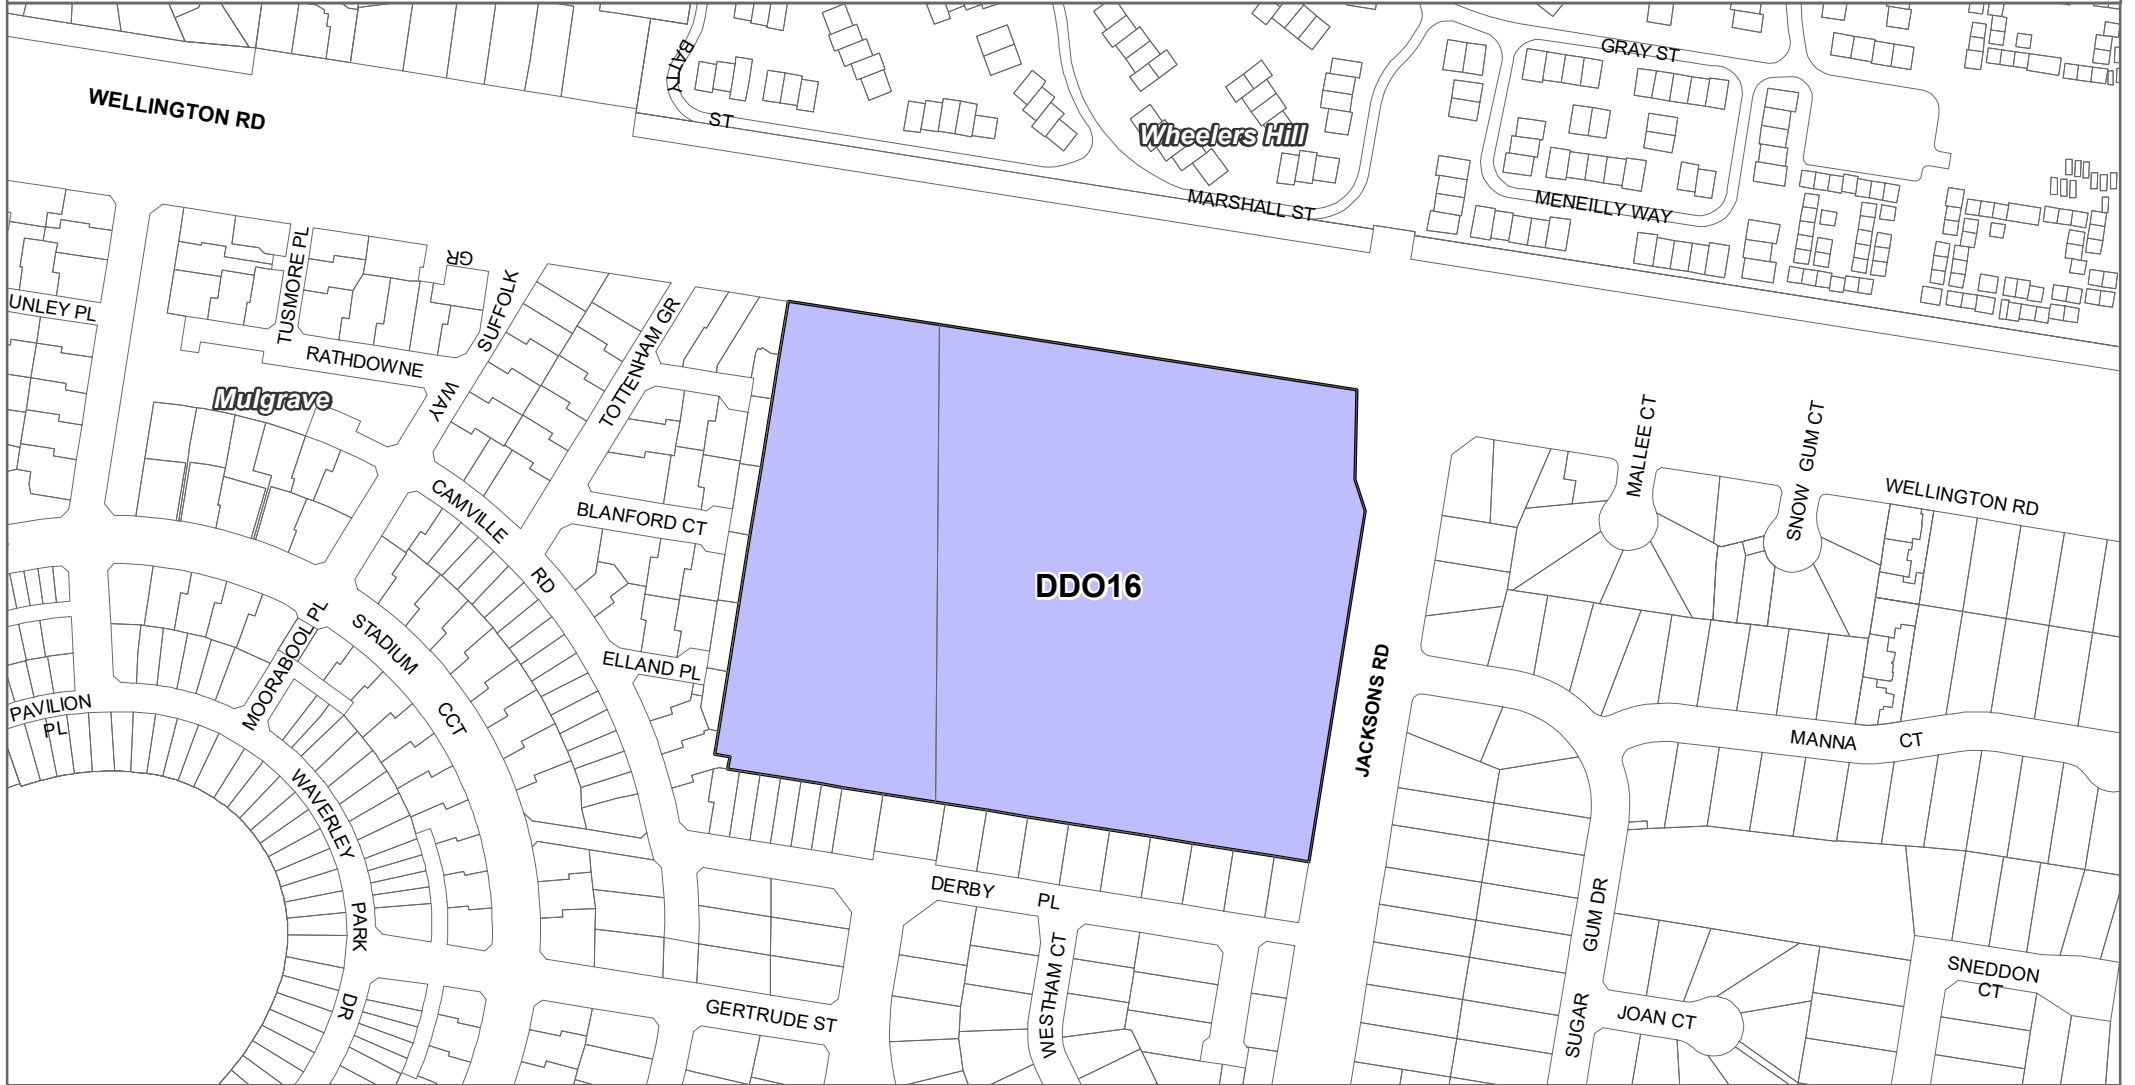 BATTY
ST
GRAY ST
WELLINGTON RD
Wheelers Hill
MARSHALL ST
MENEILLY WAY
UNLEY PL
TUSMORE PL
GR
SUFFOLK
WAY
RATHDOWNE
TOTTENHAM GR
Mulgrave
MALLEE CT
SNOW GUM CT
WELLINGTON RD
CAMVILLE
RD
BLANFORD CT
DDO16
STADIUM
CCT
MOORABOOL PL
ELLAND PL
JACKSONS RD
PAVILION
PL
MANNA CT
WAVERLEY
PARK
DR
DERBY PL
WESTHAM CT
GERTRUDE ST
SUGAR GUM DR
JOAN CT
SNEDDON
CT